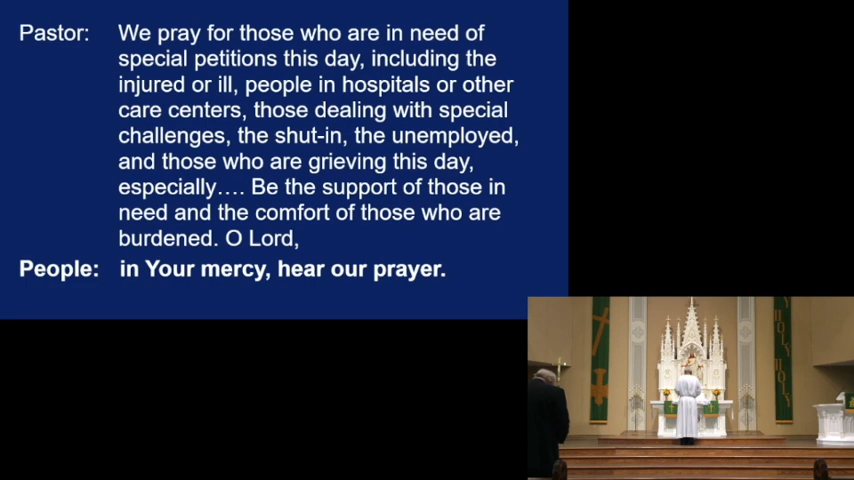 Pastor: We pray for those who are in need of
special petitions this day, including the
injured or ill, people in hospitals or other
care centers, those dealing with special
challenges, the shut-in, the unemployed,
and those who are grieving this day,
especially…. Be the support of those in
need and the comfort of those who are
burdened. O Lord,
People: in Your mercy, hear our prayer.
HOLY
HOLY